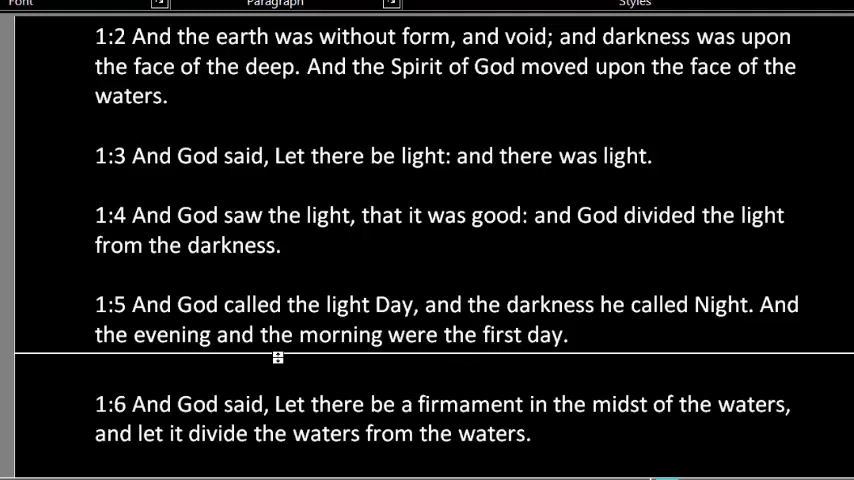 Font Paragraph Styles
1:2 And the earth was without form, and void; and darkness was upon
the face of the deep. And the Spirit of God moved upon the face of the
waters.
1:3 And God said, Let there be light: and there was light.
1:4 And God saw the light, that it was good: and God divided the light
from the darkness.
1:5 And God called the light Day, and the darkness he called Night. And
the evening and the morning were the first day.
1:6 And God said, Let there be a firmament in the midst of the waters,
and let it divide the waters from the waters.